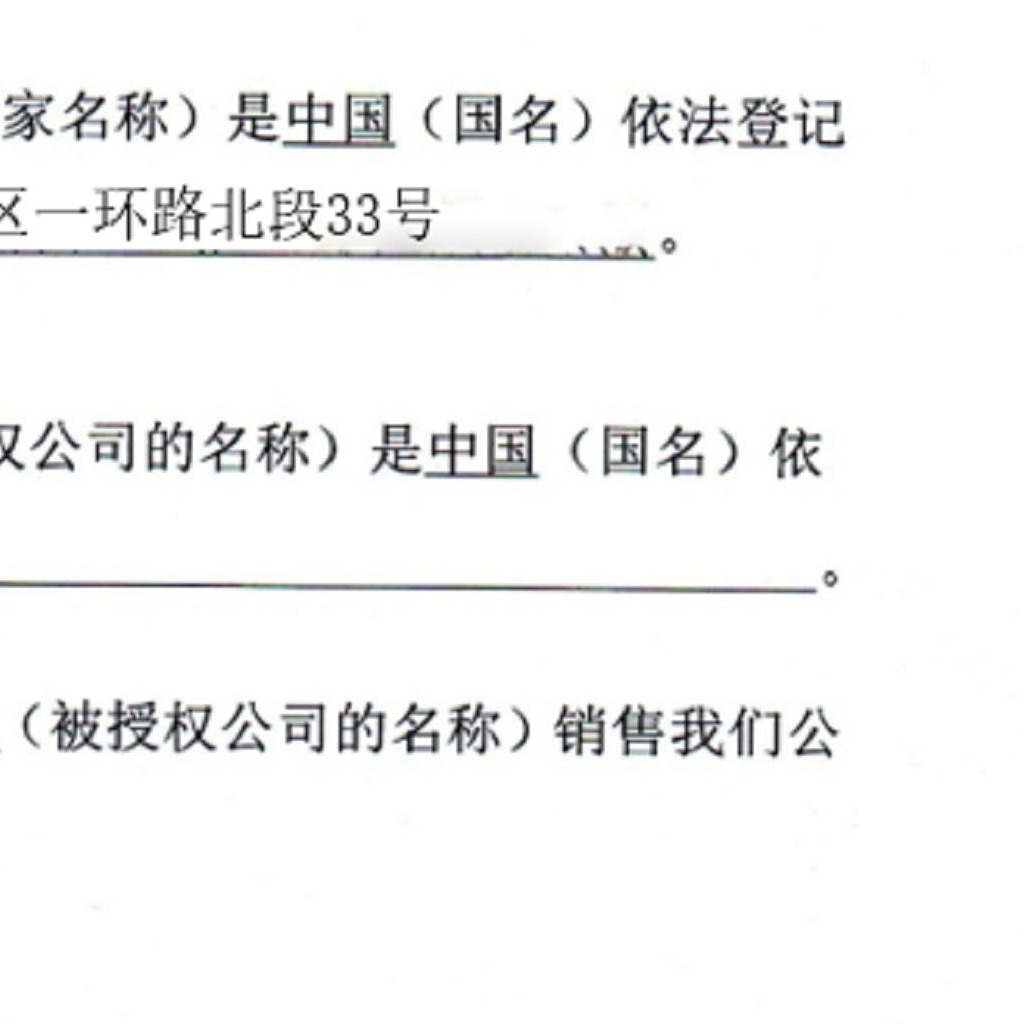 家名称）是中国（国名）依法登记
区一环路北段33号。
权公司的名称）是中国（国名）依
。
（被授权公司的名称）销售我们公